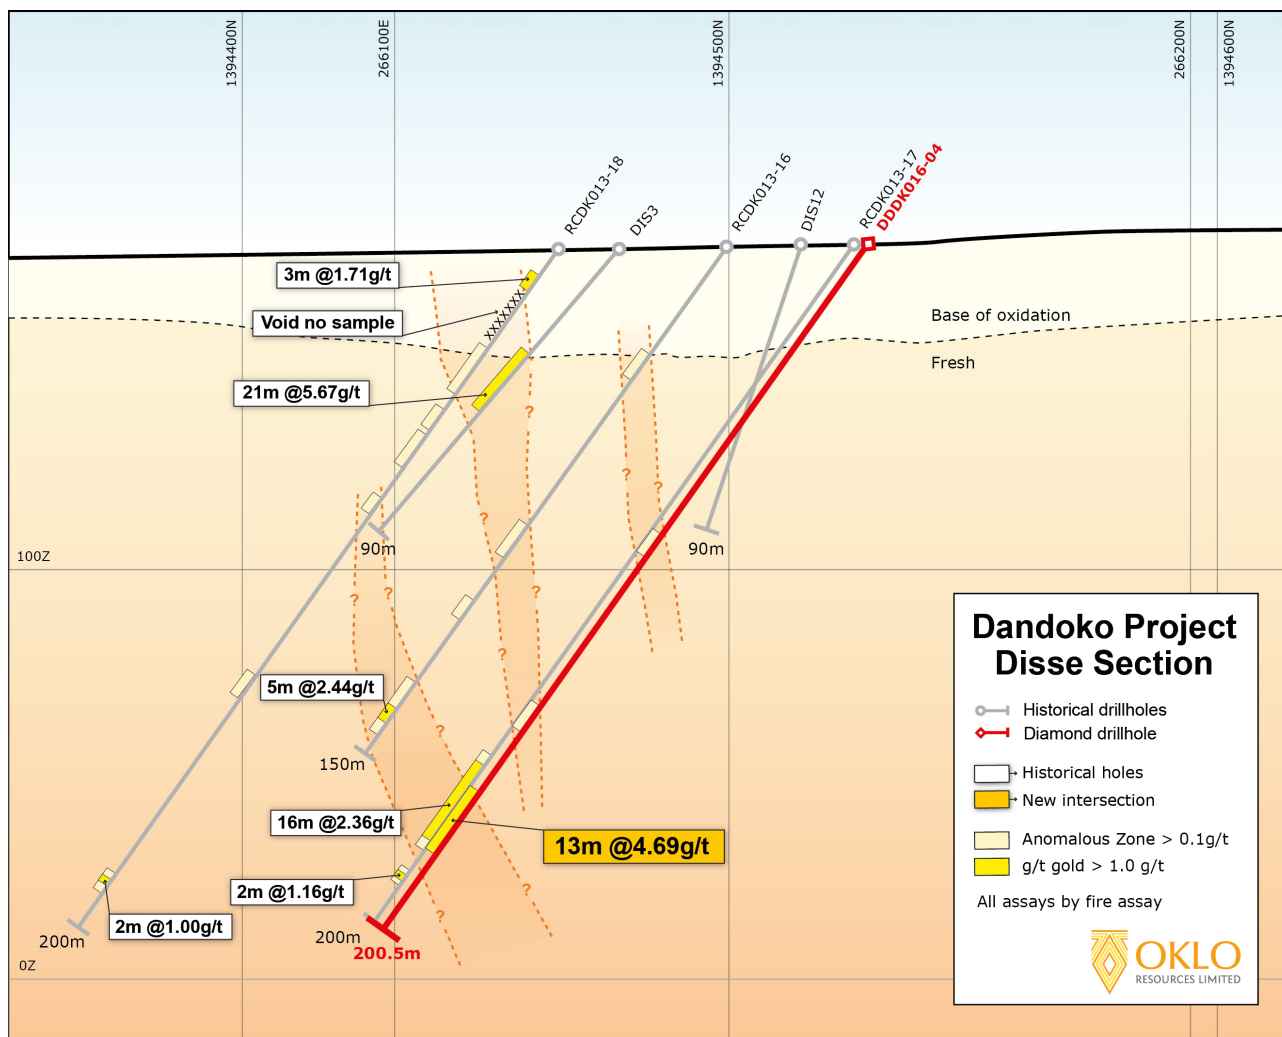 1394400N
266100E
1394500N
266200N
1394600N
RCDK013-18
DIS3
RCDK013-16
DIS12
RCDK013-17
DDDK016-04
3m @1.71g/t
xxxxxxx
Void no sample
Base of oxidation
Fresh
21m @5.67g/t
?
?
?
?
90m
90m
100Z
?
?
?
?
5m @2.44g/t
?
150m
16m @2.36g/t
13m @4.69g/t
2m @1.16g/t
?
?
2m @1.00g/t
200m
200m
200.5m
0Z
Dandoko Project
Disse Section
Historical drillholes
Diamond drillhole
Historical holes
New intersection
Anomalous Zone > 0.1g/t
g/t gold > 1.0 g/t
All assays by fire assay
OKLO
RESOURCES LIMITED